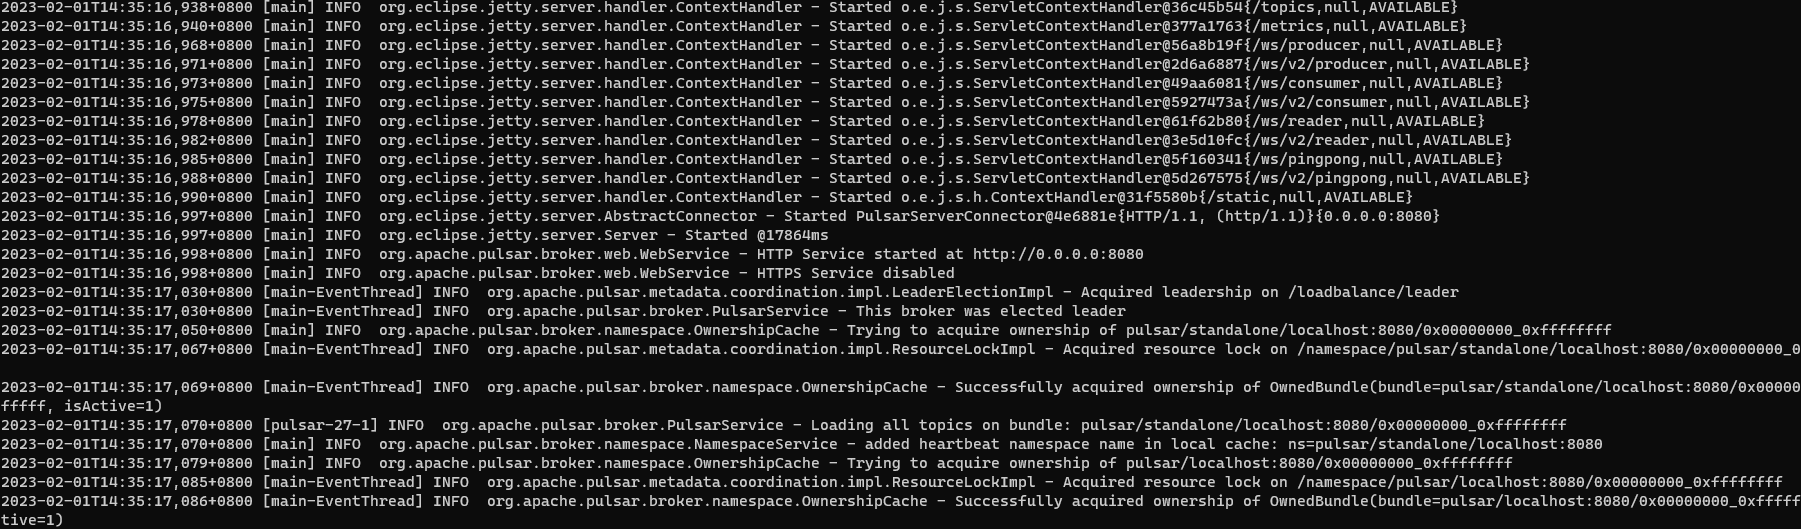 2023-02-01T14:35:16,938+0800 [main] INFO  org.eclipse.jetty.server.handler.ContextHandler - Started o.e.j.s.ServletContextHandler@36c45b54{/topics,null,AVAILABLE}
2023-02-01T14:35:16,940+0800 [main] INFO  org.eclipse.jetty.server.handler.ContextHandler - Started o.e.j.s.ServletContextHandler@377a1763{/metrics,null,AVAILABLE}
2023-02-01T14:35:16,968+0800 [main] INFO  org.eclipse.jetty.server.handler.ContextHandler - Started o.e.j.s.ServletContextHandler@56a8b19f{/ws/producer,null,AVAILABLE}
2023-02-01T14:35:16,971+0800 [main] INFO  org.eclipse.jetty.server.handler.ContextHandler - Started o.e.j.s.ServletContextHandler@2d6a6887{/ws/v2/producer,null,AVAILABLE}
2023-02-01T14:35:16,973+0800 [main] INFO  org.eclipse.jetty.server.handler.ContextHandler - Started o.e.j.s.ServletContextHandler@49aa6081{/ws/consumer,null,AVAILABLE}
2023-02-01T14:35:16,975+0800 [main] INFO  org.eclipse.jetty.server.handler.ContextHandler - Started o.e.j.s.ServletContextHandler@5927473a{/ws/v2/consumer,null,AVAILABLE}
2023-02-01T14:35:16,978+0800 [main] INFO  org.eclipse.jetty.server.handler.ContextHandler - Started o.e.j.s.ServletContextHandler@61f62b80{/ws/reader,null,AVAILABLE}
2023-02-01T14:35:16,982+0800 [main] INFO  org.eclipse.jetty.server.handler.ContextHandler - Started o.e.j.s.ServletContextHandler@3e5d10fc{/ws/v2/reader,null,AVAILABLE}
2023-02-01T14:35:16,985+0800 [main] INFO  org.eclipse.jetty.server.handler.ContextHandler - Started o.e.j.s.ServletContextHandler@5f160341{/ws/pingpong,null,AVAILABLE}
2023-02-01T14:35:16,988+0800 [main] INFO  org.eclipse.jetty.server.handler.ContextHandler - Started o.e.j.s.ServletContextHandler@5d267575{/ws/v2/pingpong,null,AVAILABLE}
2023-02-01T14:35:16,990+0800 [main] INFO  org.eclipse.jetty.server.handler.ContextHandler - Started o.e.j.s.h.ContextHandler@31f5580b{/static,null,AVAILABLE}
2023-02-01T14:35:16,997+0800 [main] INFO  org.eclipse.jetty.server.AbstractConnector - Started PulsarServerConnector@4e6881e{HTTP/1.1, (http/1.1)}{0.0.0.0:8080}
2023-02-01T14:35:16,997+0800 [main] INFO  org.eclipse.jetty.server.Server - Started @17864ms
2023-02-01T14:35:16,998+0800 [main] INFO  org.apache.pulsar.broker.web.WebService - HTTP Service started at http://0.0.0.0:8080
2023-02-01T14:35:16,998+0800 [main] INFO  org.apache.pulsar.broker.web.WebService - HTTPS Service disabled
2023-02-01T14:35:17,030+0800 [main-EventThread] INFO  org.apache.pulsar.metadata.coordination.impl.LeaderElectionImpl - Acquired leadership on /loadbalance/leader
2023-02-01T14:35:17,030+0800 [main-EventThread] INFO  org.apache.pulsar.broker.PulsarService - This broker was elected leader
2023-02-01T14:35:17,050+0800 [main] INFO  org.apache.pulsar.broker.namespace.OwnershipCache - Trying to acquire ownership of pulsar/standalone/localhost:8080/0x00000000_0xffffffff
2023-02-01T14:35:17,067+0800 [main-EventThread] INFO  org.apache.pulsar.metadata.coordination.impl.ResourceLockImpl - Acquired resource lock on /namespace/pulsar/standalone/localhost:8080/0x00000000_0
2023-02-01T14:35:17,069+0800 [main-EventThread] INFO  org.apache.pulsar.broker.namespace.OwnershipCache - Successfully acquired ownership of OwnedBundle(bundle=pulsar/standalone/localhost:8080/0x00000
fffff, isActive=1)
2023-02-01T14:35:17,070+0800 [pulsar-27-1] INFO  org.apache.pulsar.broker.PulsarService - Loading all topics on bundle: pulsar/standalone/localhost:8080/0x00000000_0xffffffff
2023-02-01T14:35:17,070+0800 [main] INFO  org.apache.pulsar.broker.namespace.NamespaceService - added heartbeat namespace name in local cache: ns=pulsar/standalone/localhost:8080
2023-02-01T14:35:17,079+0800 [main] INFO  org.apache.pulsar.broker.namespace.OwnershipCache - Trying to acquire ownership of pulsar/localhost:8080/0x00000000_0xffffffff
2023-02-01T14:35:17,085+0800 [main-EventThread] INFO  org.apache.pulsar.metadata.coordination.impl.ResourceLockImpl - Acquired resource lock on /namespace/pulsar/localhost:8080/0x00000000_0xffffffff
2023-02-01T14:35:17,086+0800 [main-EventThread] INFO  org.apache.pulsar.broker.namespace.OwnershipCache - Successfully acquired ownership of OwnedBundle(bundle=pulsar/localhost:8080/0x00000000_0xfffff
tive=1)